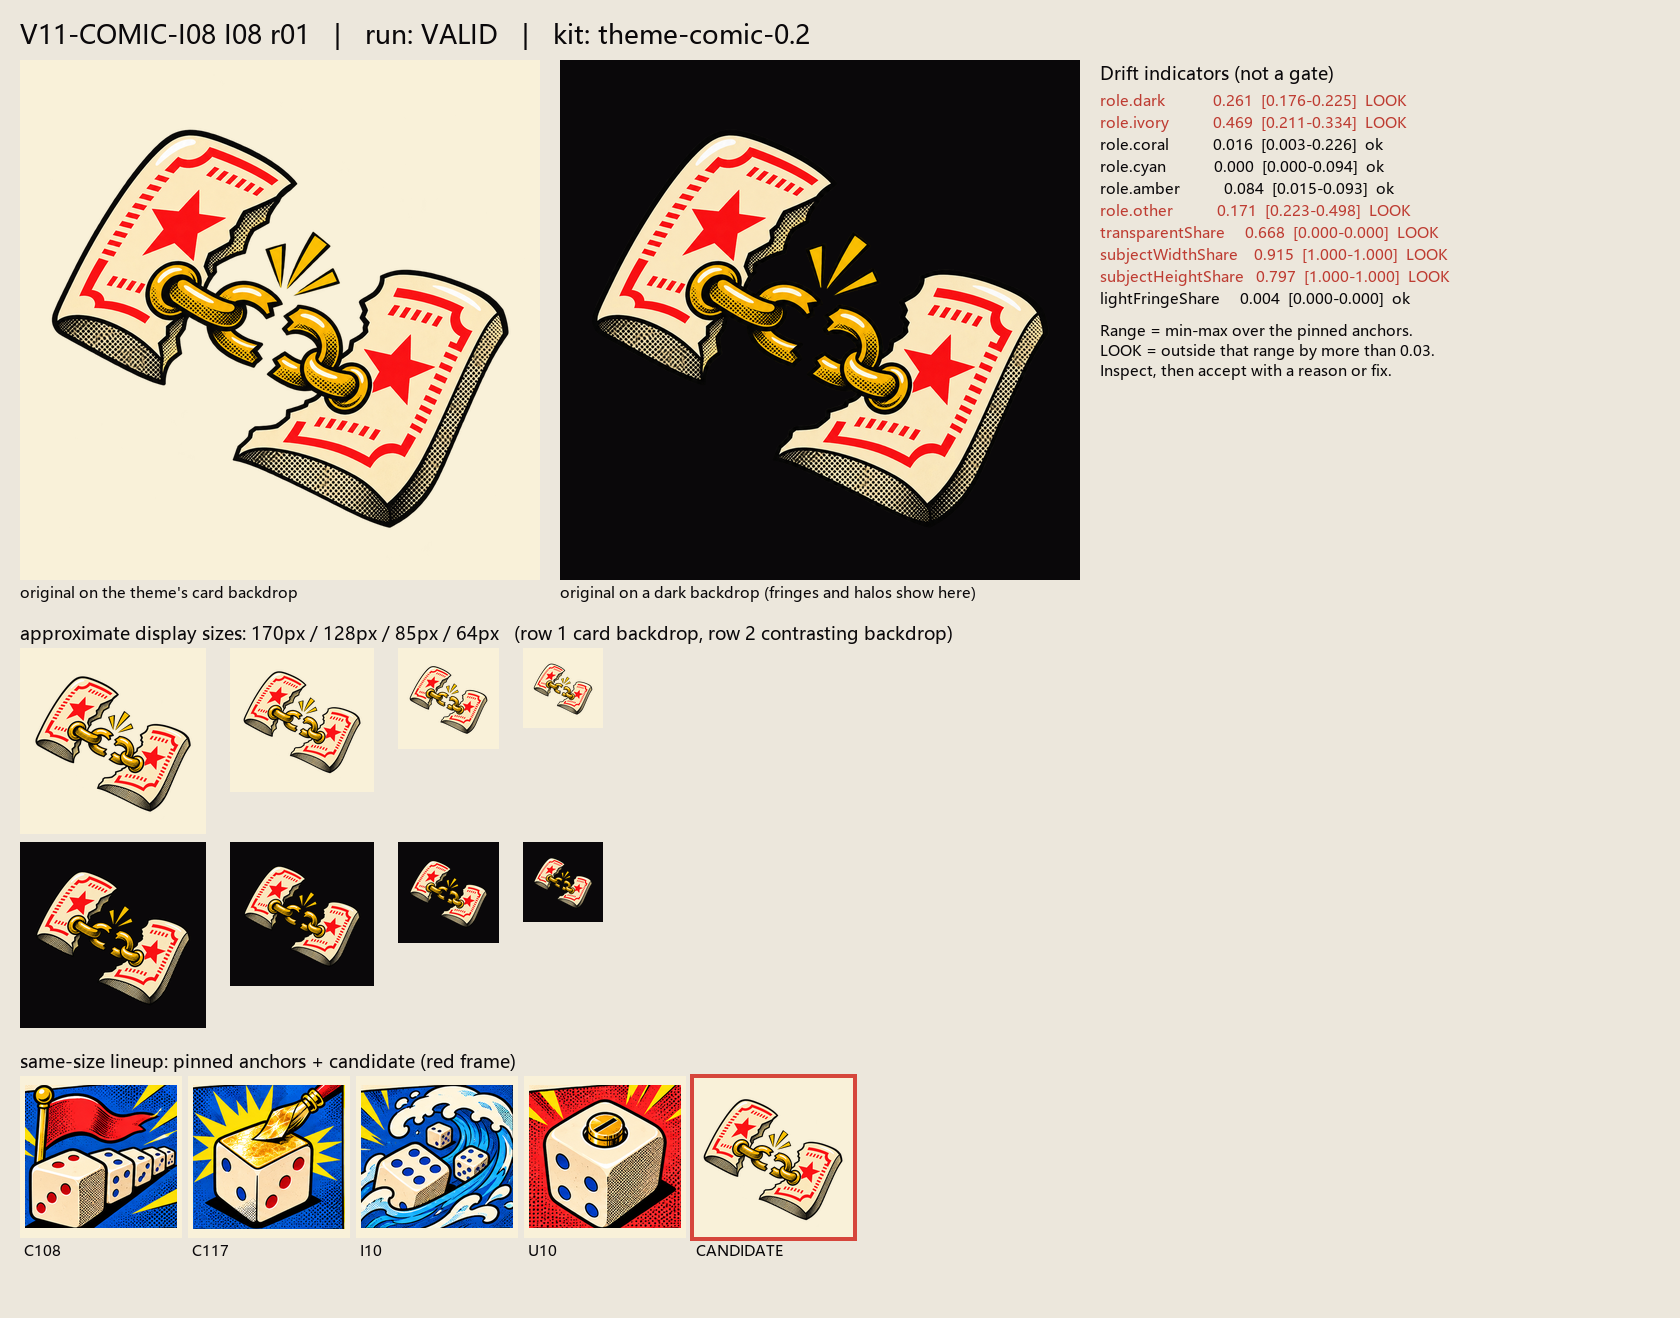 V11-COMIC-I08 I08 r01 | run: VALID | kit: theme-comic-0.2
Drift indicators (not a gate)
role.dark 0.261 [0.176-0.225] LOOK
role.ivory 0.469 [0.211-0.334] LOOK
role.coral 0.016 [0.003-0.226] ok
role.cyan 0.000 [0.000-0.094] ok
role.amber 0.084 [0.015-0.093] ok
role.other 0.171 [0.223-0.498] LOOK
transparentShare 0.668 [0.000-0.000] LOOK
subjectWidthShare 0.915 [1.000-1.000] LOOK
subjectHeightShare 0.797 [1.000-1.000] LOOK
lightFringeShare 0.004 [0.000-0.000] ok
Range = min-max over the pinned anchors.
LOOK = outside that range by more than 0.03.
Inspect, then accept with a reason or fix.
original on the theme's card backdrop
original on a dark backdrop (fringes and halos show here)
approximate display sizes: 170px / 128px / 85px / 64px (row 1 card backdrop, row 2 contrasting backdrop)
same-size lineup: pinned anchors + candidate (red frame)
C108
C117
I10
U10
CANDIDATE